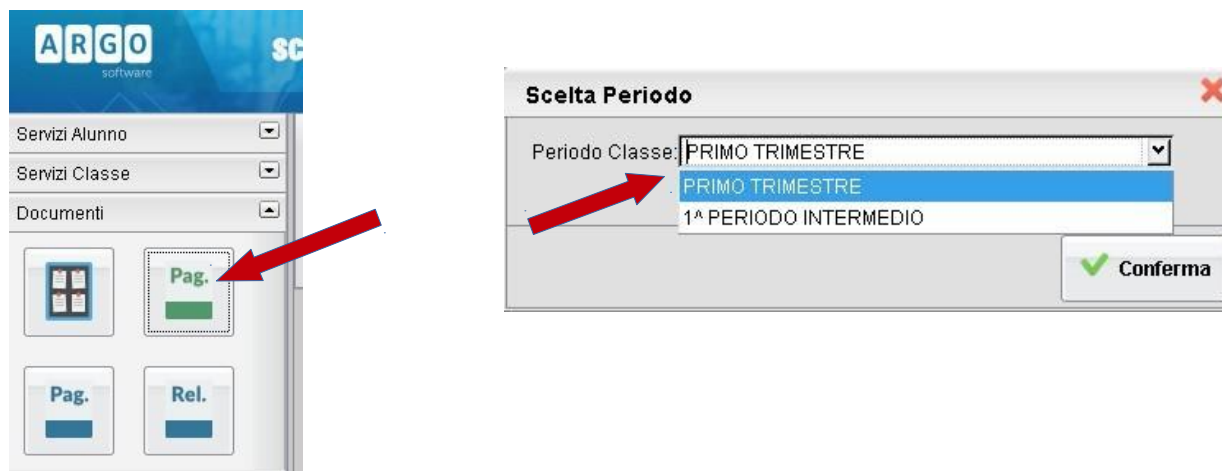 ARGO
software
SC
Servizi Alunno
Servizi Classe
Documenti
Pag.
Pag.
Rel.
Scelta Periodo
Periodo Classe: PRIMO TRIMESTRE
PRIMO TRIMESTRE
1^ PERIODO INTERMEDIO
Conferma